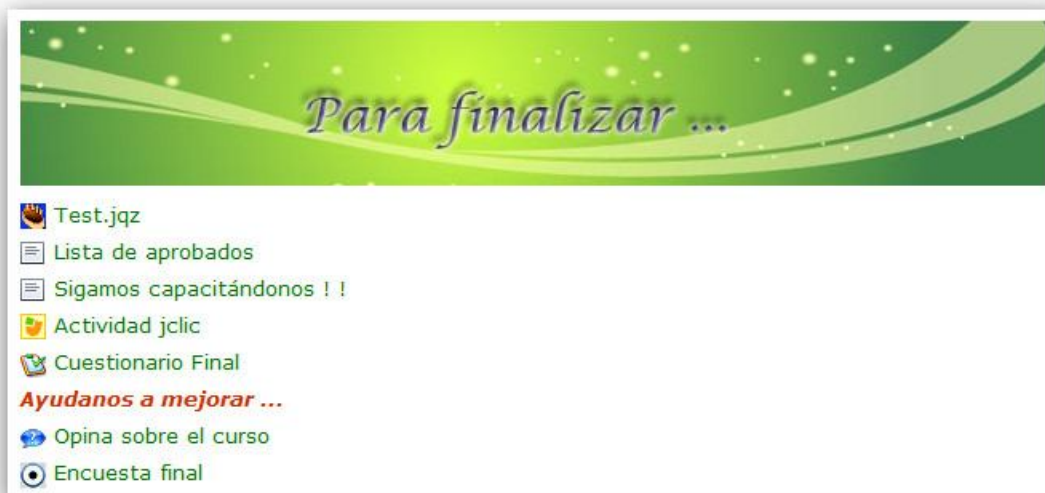 Para finalizar ...
Test.jqz
Lista de aprobados
Sigamos capacitándonos ! !
Actividad jclic
Cuestionario Final
Ayudanos a mejorar ...
Opina sobre el curso
Encuesta final